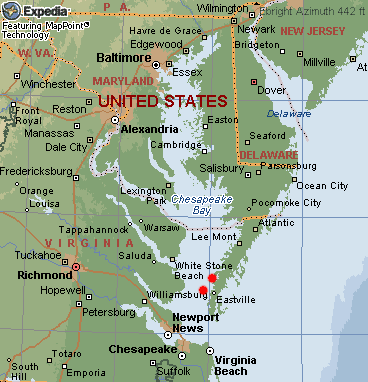 Expedia
Featuring MapPoint
Technology
P A.
Wilmington
Ebright Azimuth 442 ft
Havre de Grace
Newark
NEW JERSEY
Edgewood
Bridgeton
W. VA.
Baltimore
Millville
Essex
Winchester
MARYLAND
Atlantic City
Dover
Reston
UNITED STATES
Front
Royal
Delaware
Alexandria
Easton
Manassas
Seaford
Dale City
Cambridge
DELAWARE
Salisbury
Parsonsburg
Fredericksburg
Ocean City
Orange
Lexington
Park
Chesapeake
Bay
Louisa
Pocomoke City
Tappahannock
Warsaw
Atlantic
Lee Mont
VIRGINIA
Saluda
Tuckahoe
White Stone
Beach
Richmond
Hopewell
Williamsburg
Eastville
Petersburg
Newport
News
Totaro
Chesapeake
Virginia
Beach
South
Hill
Emporia
Suffolk